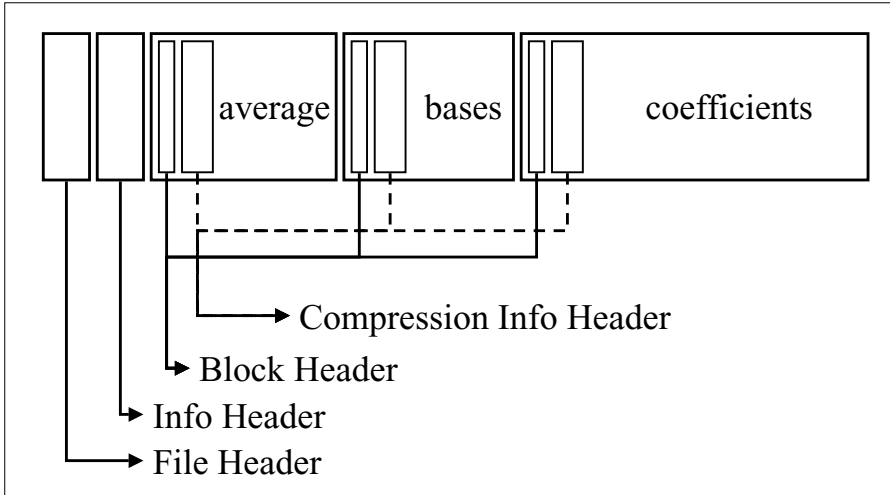 average bases coefficients
Compression Info Header
Block Header
Info Header
File Header